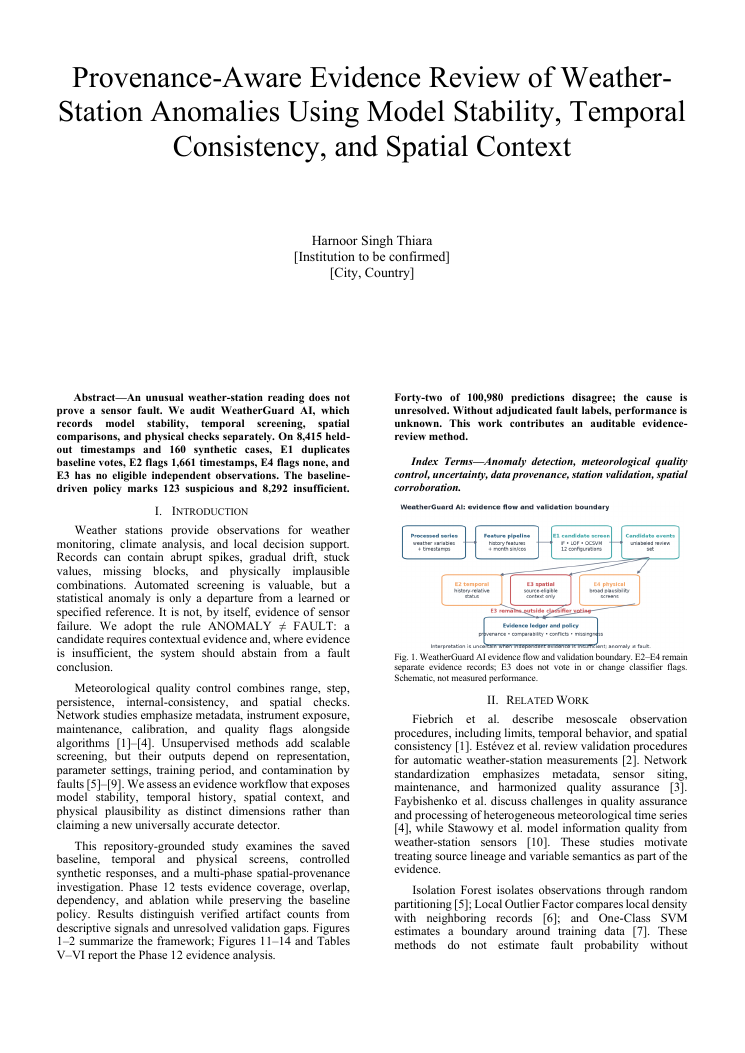 Provenance-Aware Evidence Review of Weather-
Station Anomalies Using Model Stability, Temporal
Consistency, and Spatial Context
Harnoor Singh Thiara
[Institution to be confirmed]
[City, Country]
Abstract—An unusual weather-station reading does not
prove a sensor fault. We audit WeatherGuard AI, which
records model stability, temporal screening, spatial
comparisons, and physical checks separately. On 8,415 held-
out timestamps and 160 synthetic cases, E1 duplicates
baseline votes, E2 flags 1,661 timestamps, E4 flags none, and
E3 has no eligible independent observations. The baseline-
driven policy marks 123 suspicious and 8,292 insufficient.
I. INTRODUCTION
Weather stations provide observations for weather
monitoring, climate analysis, and local decision support.
Records can contain abrupt spikes, gradual drift, stuck
values, missing blocks, and physically implausible
combinations. Automated screening is valuable, but a
statistical anomaly is only a departure from a learned or
specified reference. It is not, by itself, evidence of sensor
failure. We adopt the rule ANOMALY ≠ FAULT: a
candidate requires contextual evidence and, where evidence
is insufficient, the system should abstain from a fault
conclusion.
Meteorological quality control combines range, step,
persistence, internal-consistency, and spatial checks.
Network studies emphasize metadata, instrument exposure,
maintenance, calibration, and quality flags alongside
algorithms [1]–[4]. Unsupervised methods add scalable
screening, but their outputs depend on representation,
parameter settings, training period, and contamination by
faults [5]–[9]. We assess an evidence workflow that exposes
model stability, temporal history, spatial context, and
physical plausibility as distinct dimensions rather than
claiming a new universally accurate detector.
This repository-grounded study examines the saved
baseline, temporal and physical screens, controlled
synthetic responses, and a multi-phase spatial-provenance
investigation. Phase 12 tests evidence coverage, overlap,
dependency, and ablation while preserving the baseline
policy. Results distinguish verified artifact counts from
descriptive signals and unresolved validation gaps. Figures
1–2 summarize the framework; Figures 11–14 and Tables
V–VI report the Phase 12 evidence analysis.
Forty-two of 100,980 predictions disagree; the cause is
unresolved. Without adjudicated fault labels, performance is
unknown. This work contributes an auditable evidence-
review method.
Index Terms—Anomaly detection, meteorological quality
control, uncertainty, data provenance, station validation, spatial
corroboration.
WeatherGuard AI: evidence flow and validation boundary
Processed series
weather variables
+ timestamps
Feature pipeline
history features
+ month sin/cos
E1 candidate screen
IF • LOF • OCSVM
12 configurations
Candidate events
unlabeled review
set
E2 temporal
history-relative
status
E3 spatial
source-eligible
context only
E4 physical
broad plausibility
screens
E3 remains outside classifier voting
Evidence ledger and policy
provenance • comparability • conflicts • missingness
Interpretation is uncertain when independent evidence is insufficient; anomaly ≠ fault.
Fig. 1. WeatherGuard AI evidence flow and validation boundary. E2–E4 remain
separate evidence records; E3 does not vote in or change classifier flags.
Schematic, not measured performance.
II. RELATED WORK
Fiebrich et al. describe mesoscale observation
procedures, including limits, temporal behavior, and spatial
consistency [1]. Estévez et al. review validation procedures
for automatic weather-station measurements [2]. Network
standardization emphasizes metadata, sensor siting,
maintenance, and harmonized quality assurance [3].
Faybishenko et al. discuss challenges in quality assurance
and processing of heterogeneous meteorological time series
[4], while Stawowy et al. model information quality from
weather-station sensors [10]. These studies motivate
treating source lineage and variable semantics as part of the
evidence.
Isolation Forest isolates observations through random
partitioning [5]; Local Outlier Factor compares local density
with neighboring records [6]; and One-Class SVM
estimates a boundary around training data [7]. These
methods do not estimate fault probability without